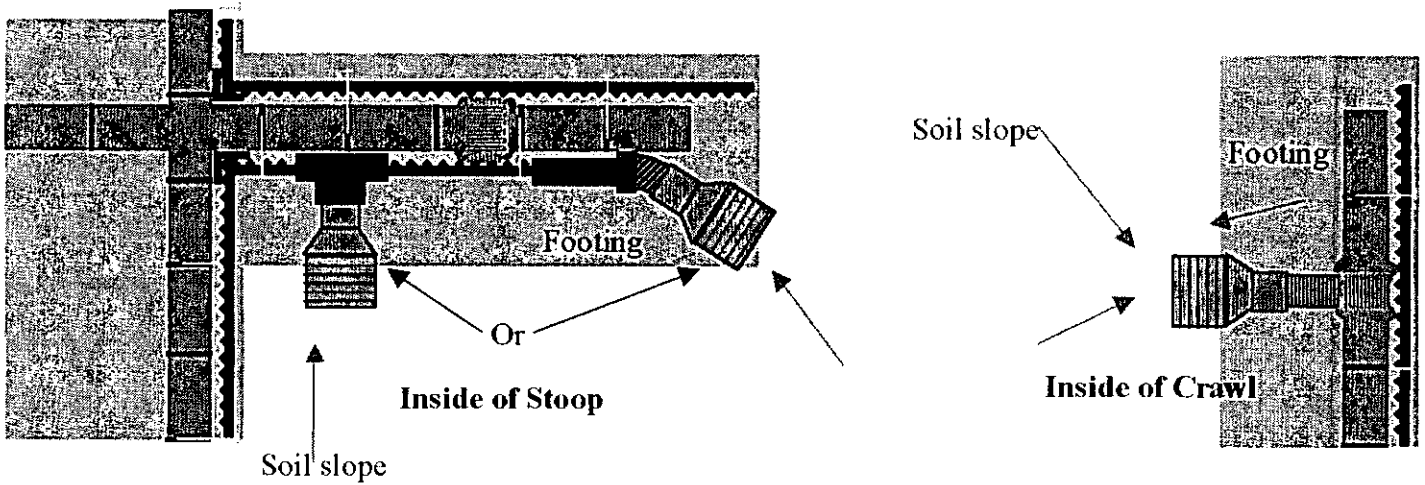 Soil slope
Footing
Footing
Or
Inside of Stoop
Inside of Crawl
Soil slope